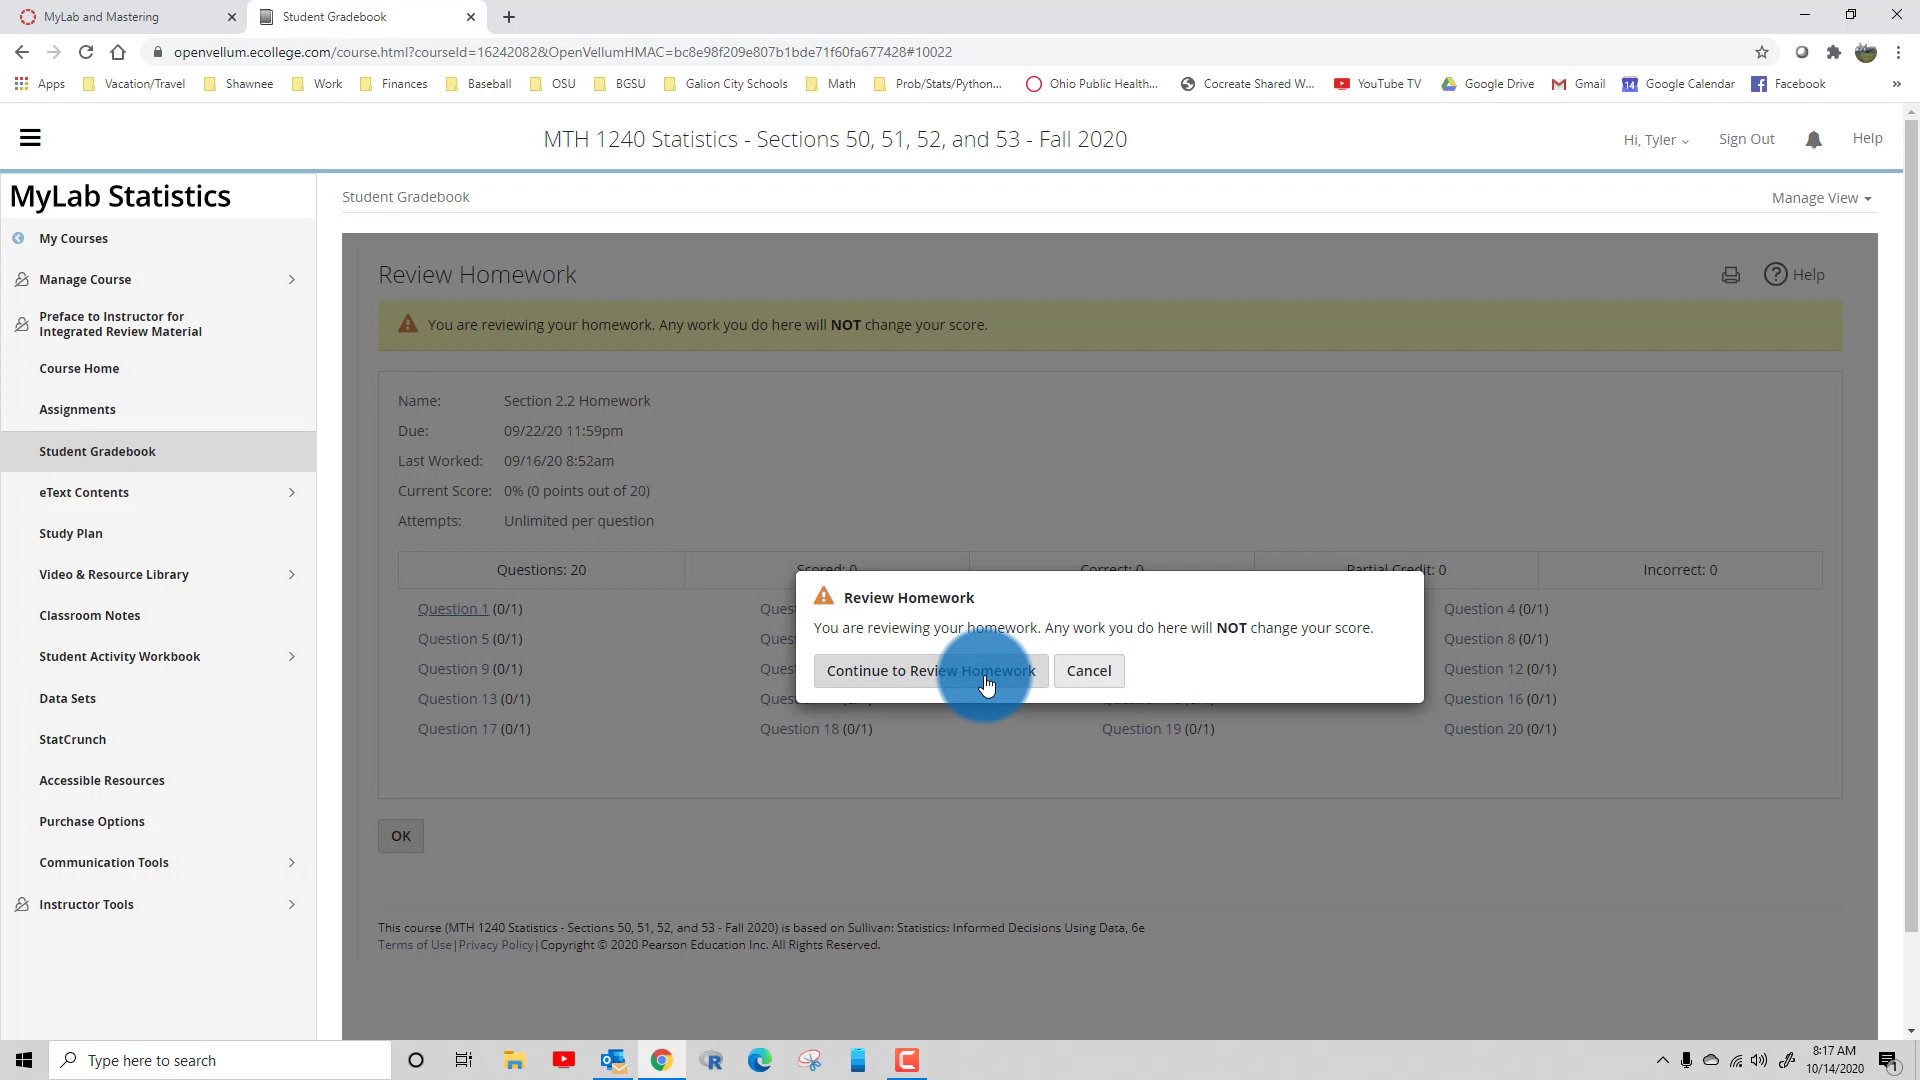 MyLab and Mastering
Student Gradebook
openvellum.ecollege.com/course.html?courseId=16242082&OpenVellumHMAC=bc8e98f209e807b1bde71f60fa677428#10022
Apps Vacation/Travel Shawnee Work Finances Baseball OSU BGSU Galion City Schools Math Prob/Stats/Python... Ohio Public Health... Cocreate Shared W... YouTube TV Google Drive Gmail 14 Google Calendar Facebook »
MTH 1240 Statistics - Sections 50, 51, 52, and 53 - Fall 2020
Hi, Tyler Sign Out Help
MyLab Statistics
My Courses
Manage Course
Preface to Instructor for
Integrated Review Material
Course Home
Assignments
Student Gradebook
eText Contents
Study Plan
Video & Resource Library
Classroom Notes
Student Activity Workbook
Data Sets
StatCrunch
Accessible Resources
Purchase Options
Communication Tools
Instructor Tools
Student Gradebook
Manage View
Review Homework
? Help
You are reviewing your homework. Any work you do here will NOT change your score.
Name: Section 2.2 Homework
Due: 09/22/20 11:59pm
Last Worked: 09/16/20 8:52am
Current Score: 0% (0 points out of 20)
Attempts: Unlimited per question
Questions: 20 Scored: 0 Correct: 0 Partial Credit: 0 Incorrect: 0
Question 1 (0/1) Question 4 (0/1)
Question 5 (0/1) Question 8 (0/1)
Question 9 (0/1) Question 12 (0/1)
Question 13 (0/1) Question 16 (0/1)
Question 17 (0/1) Question 18 (0/1) Question 19 (0/1) Question 20 (0/1)
Review Homework
You are reviewing your homework. Any work you do here will NOT change your score.
Continue to Review Homework Cancel
OK
This course (MTH 1240 Statistics - Sections 50, 51, 52, and 53 - Fall 2020) is based on Sullivan: Statistics: Informed Decisions Using Data, 6e
Terms of Use|Privacy Policy|Copyright © 2020 Pearson Education Inc. All Rights Reserved.
Type here to search
8:17 AM
10/14/2020